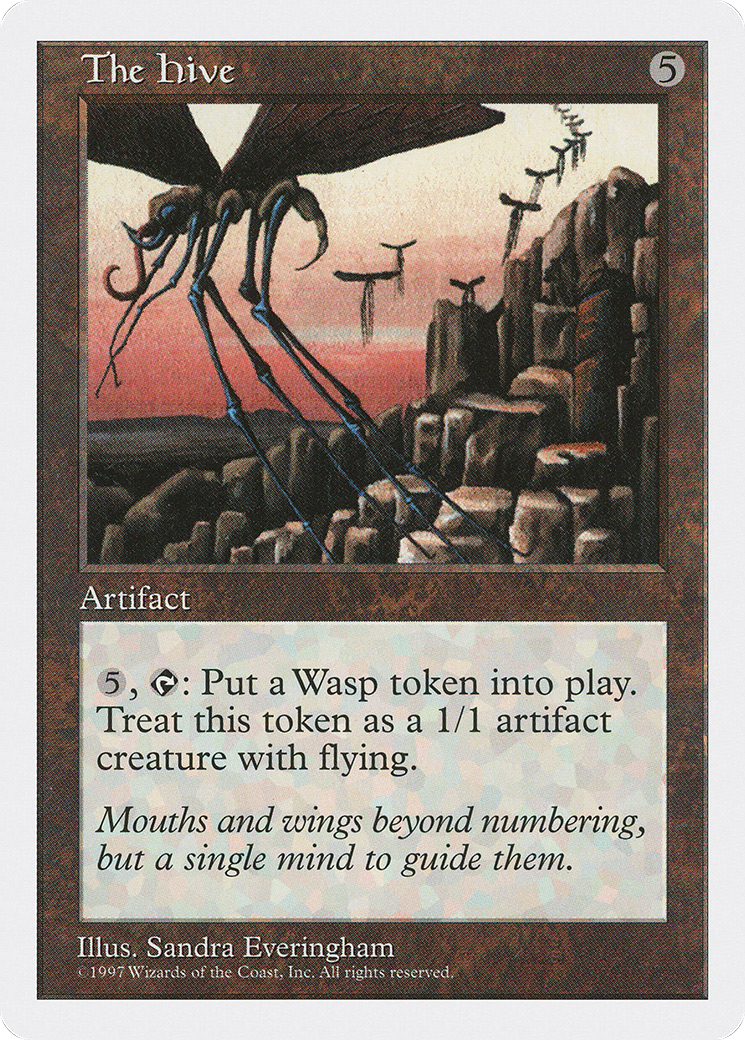 The Hive
5
Artifact
5, : Put a Wasp token into play.
Treat this token as a 1/1 artifact
creature with flying.
Mouths and wings beyond numbering,
but a single mind to guide them.
Illus. Sandra Everingham
©1997 Wizards of the Coast, Inc. All rights reserved.